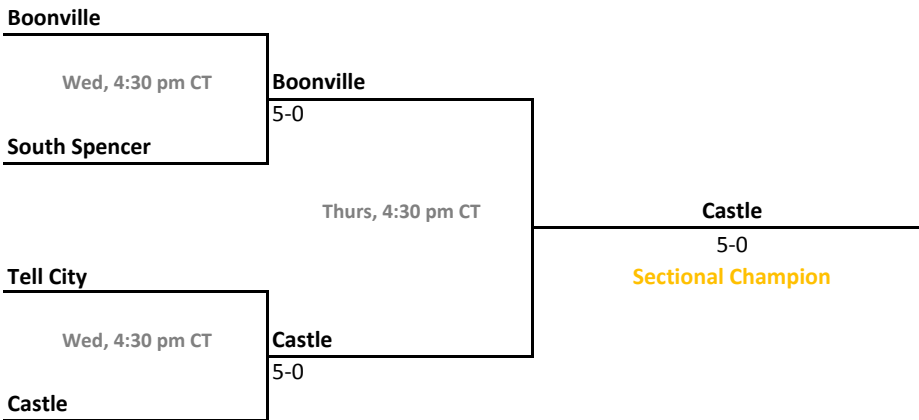 Boonville
Wed, 4:30 pm CT
Boonville
5-0
South Spencer
Thurs, 4:30 pm CT
Castle
5-0
Sectional Champion
Tell City
Wed, 4:30 pm CT
Castle
5-0
Castle